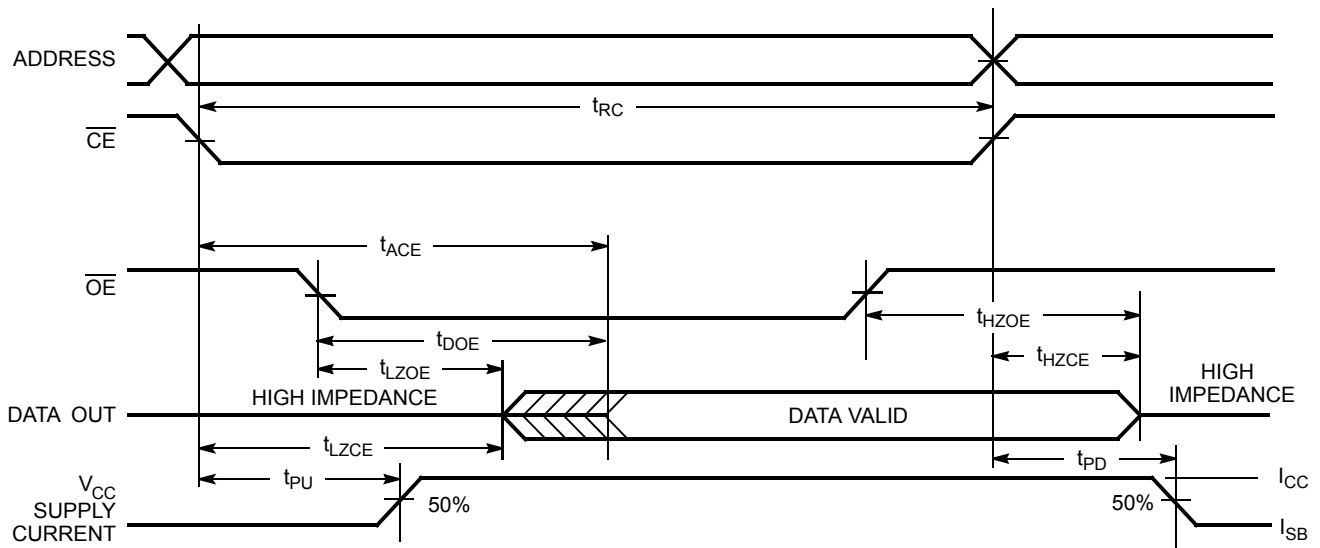 ADDRESS
tRC
CE
tACE
OE
tHZOE
tDOE
tHZCE
tLZOE
HIGH
IMPEDANCE
HIGH IMPEDANCE
DATA OUT
DATA VALID
tLZCE
tPD
tPU
VCC
SUPPLY
CURRENT
50%
50%
ICC
ISB